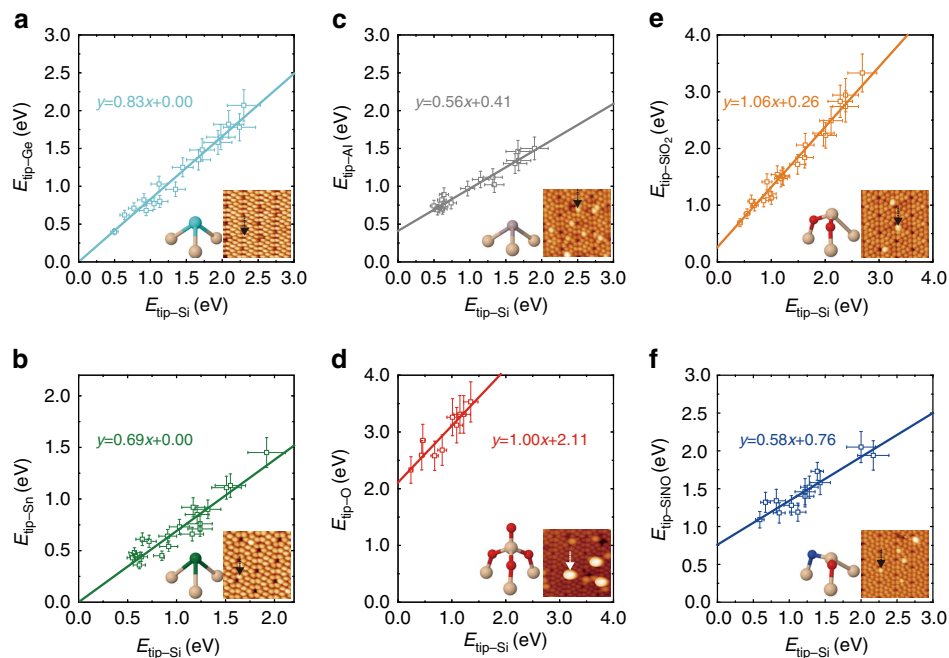 a
3.0
2.5
2.0
1.5
1.0
0.5
0.0
E_tip–Ge (eV)
y=0.83x+0.00
0.0 0.5 1.0 1.5 2.0 2.5 3.0
E_tip–Si (eV)
c
3.0
2.5
2.0
1.5
1.0
0.5
0.0
E_tip–Al (eV)
y=0.56x+0.41
0.0 0.5 1.0 1.5 2.0 2.5 3.0
E_tip–Si (eV)
e
4.0
3.0
2.0
1.0
0.0
E_tip–SiO₂ (eV)
y=1.06x+0.26
0.0 1.0 2.0 3.0 4.0
E_tip–Si (eV)
b
2.0
1.5
1.0
0.5
0.0
E_tip–Sn (eV)
y=0.69x+0.00
0.0 0.5 1.0 1.5 2.0
E_tip–Si (eV)
d
4.0
3.0
2.0
1.0
0.0
E_tip–O (eV)
y=1.00x+2.11
0.0 1.0 2.0 3.0 4.0
E_tip–Si (eV)
f
3.0
2.5
2.0
1.5
1.0
0.5
0.0
E_tip–SiNO (eV)
y=0.58x+0.76
0.0 0.5 1.0 1.5 2.0 2.5 3.0
E_tip–Si (eV)